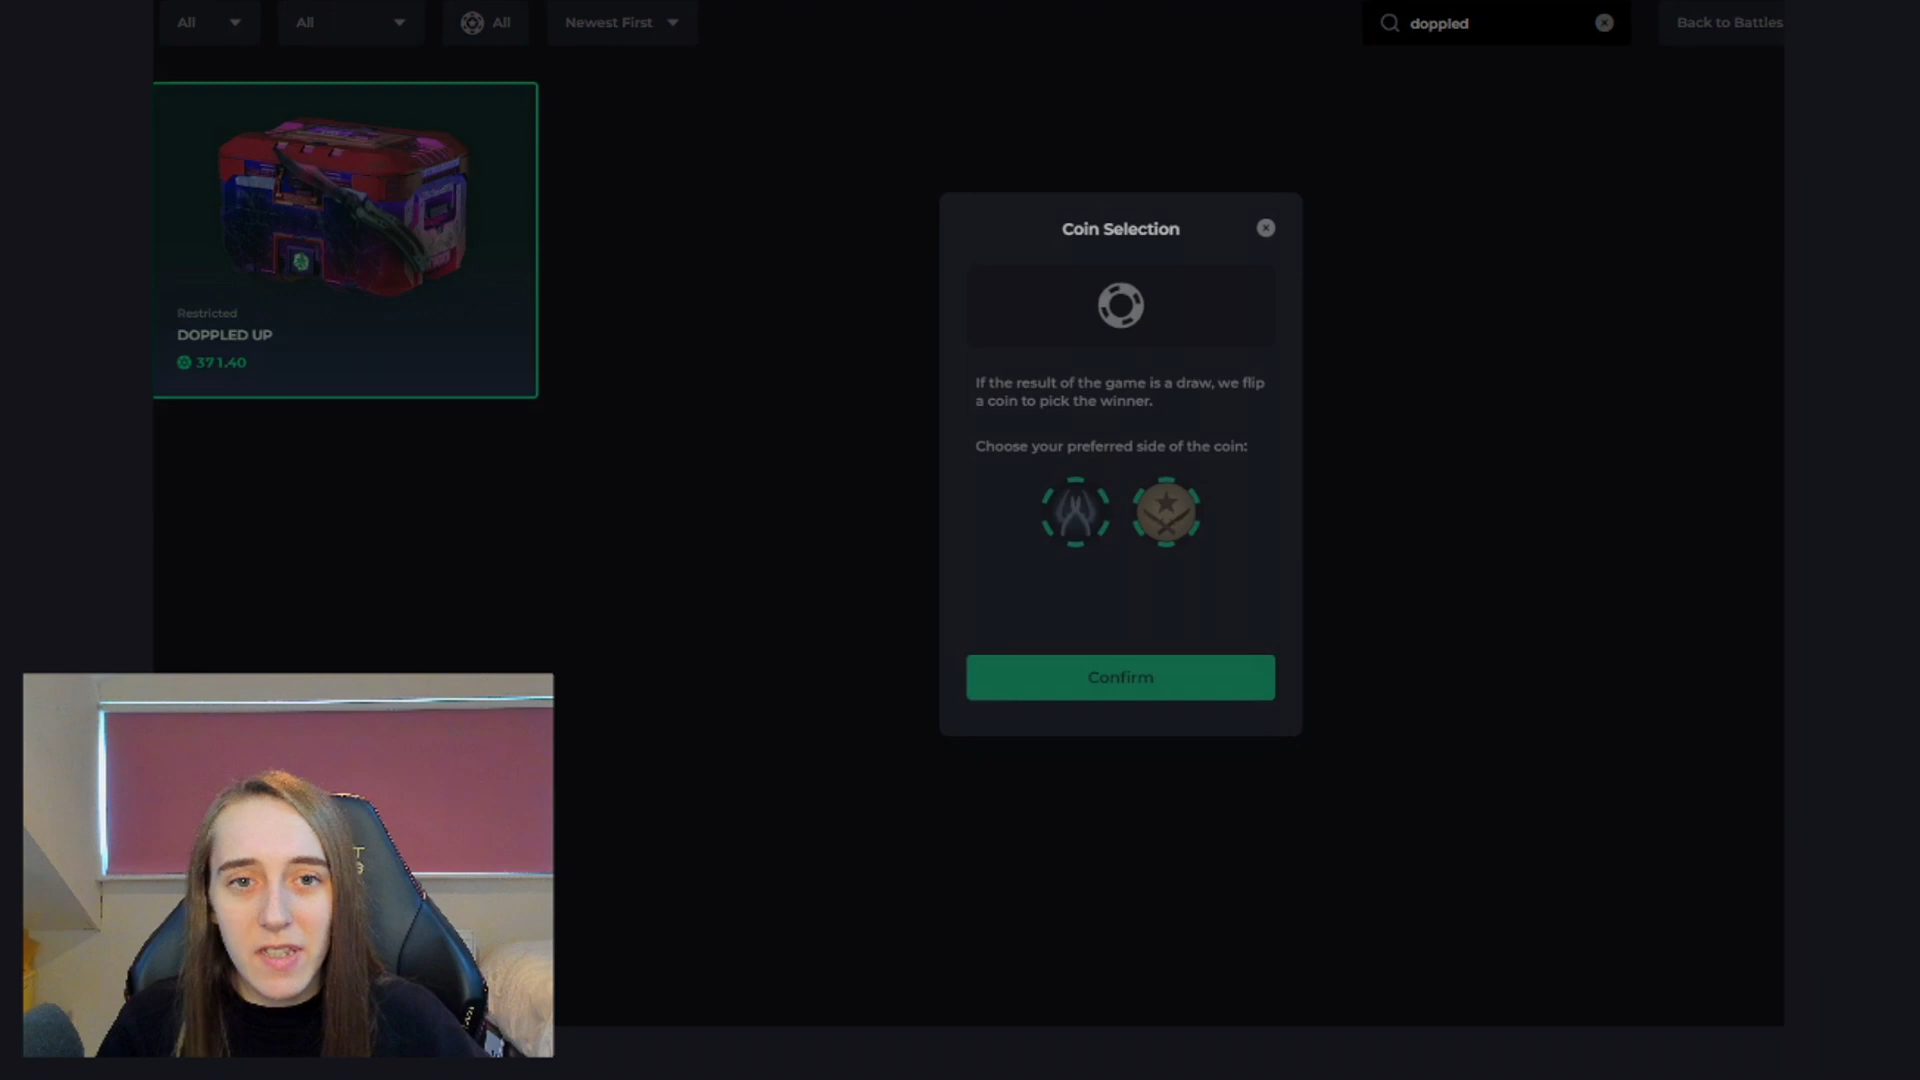 All
All
All
Newest First
doppled
Back to Battles
Restricted
DOPPLED UP
371.40
Coin Selection
If the result of the game is a draw, we flip
a coin to pick the winner.
Choose your preferred side of the coin:
Confirm